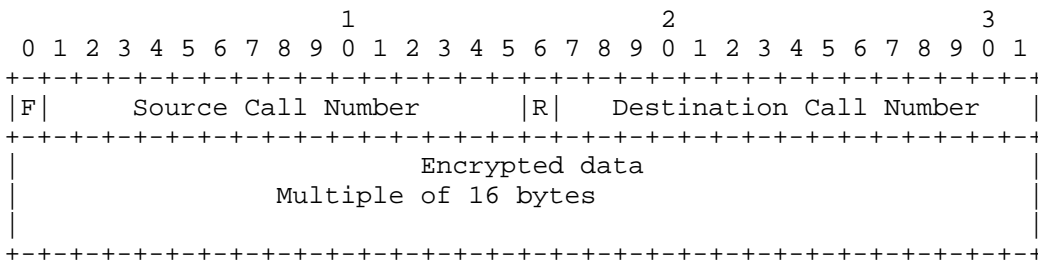 1                   2                   3
 0 1 2 3 4 5 6 7 8 9 0 1 2 3 4 5 6 7 8 9 0 1 2 3 4 5 6 7 8 9 0 1
+-+-+-+-+-+-+-+-+-+-+-+-+-+-+-+-+-+-+-+-+-+-+-+-+-+-+-+-+-+-+-+-+
|F|     Source Call Number      |R|   Destination Call Number   |
+-+-+-+-+-+-+-+-+-+-+-+-+-+-+-+-+-+-+-+-+-+-+-+-+-+-+-+-+-+-+-+-+
|                         Encrypted data                        |
|                Multiple of 16 bytes                           |
|                                                               |
+-+-+-+-+-+-+-+-+-+-+-+-+-+-+-+-+-+-+-+-+-+-+-+-+-+-+-+-+-+-+-+-+